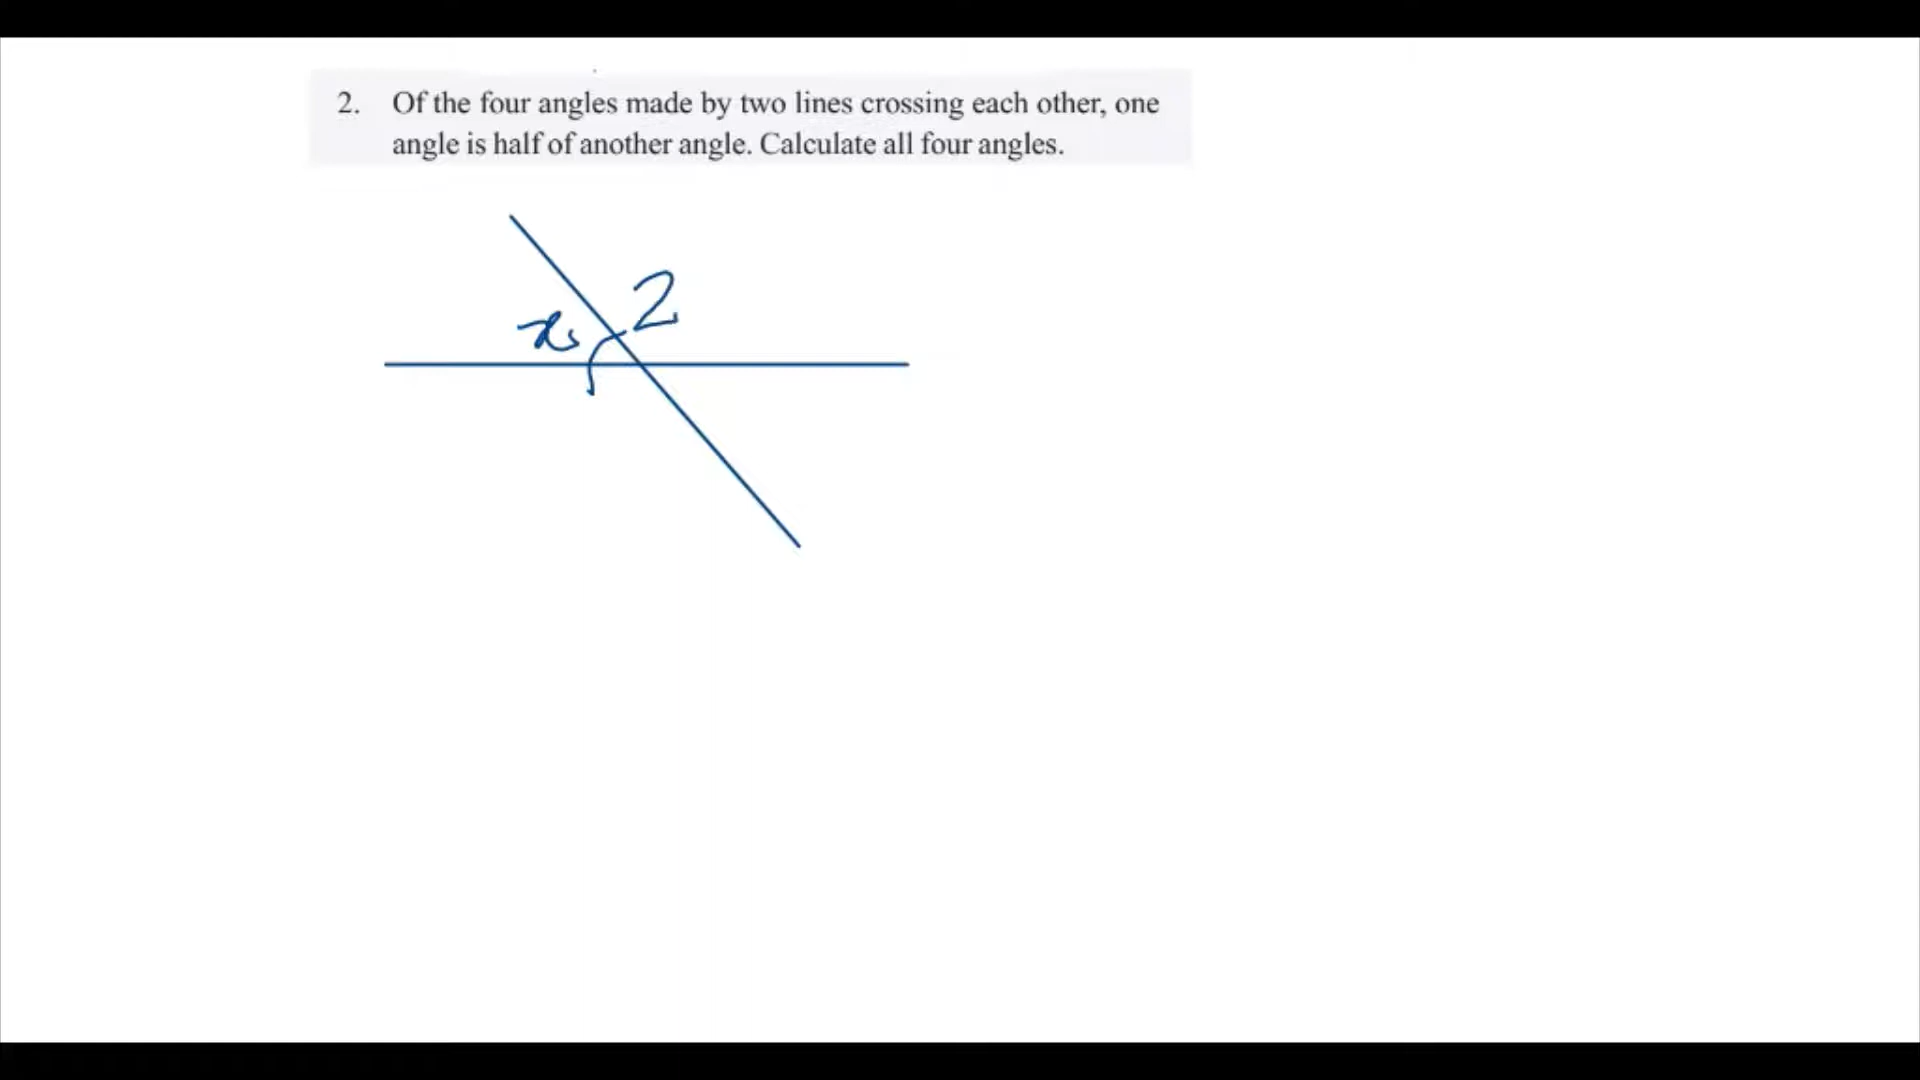 2. Of the four angles made by two lines crossing each other, one
angle is half of another angle. Calculate all four angles.
x 2